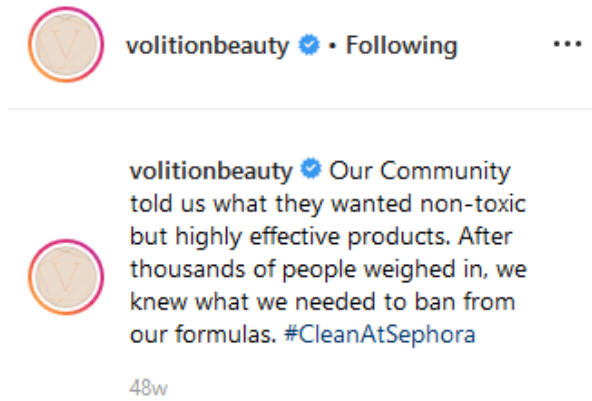 volitionbeauty • Following
volitionbeauty Our Community
told us what they wanted non-toxic
but highly effective products. After
thousands of people weighed in, we
knew what we needed to ban from
our formulas. #CleanAtSephora
48w